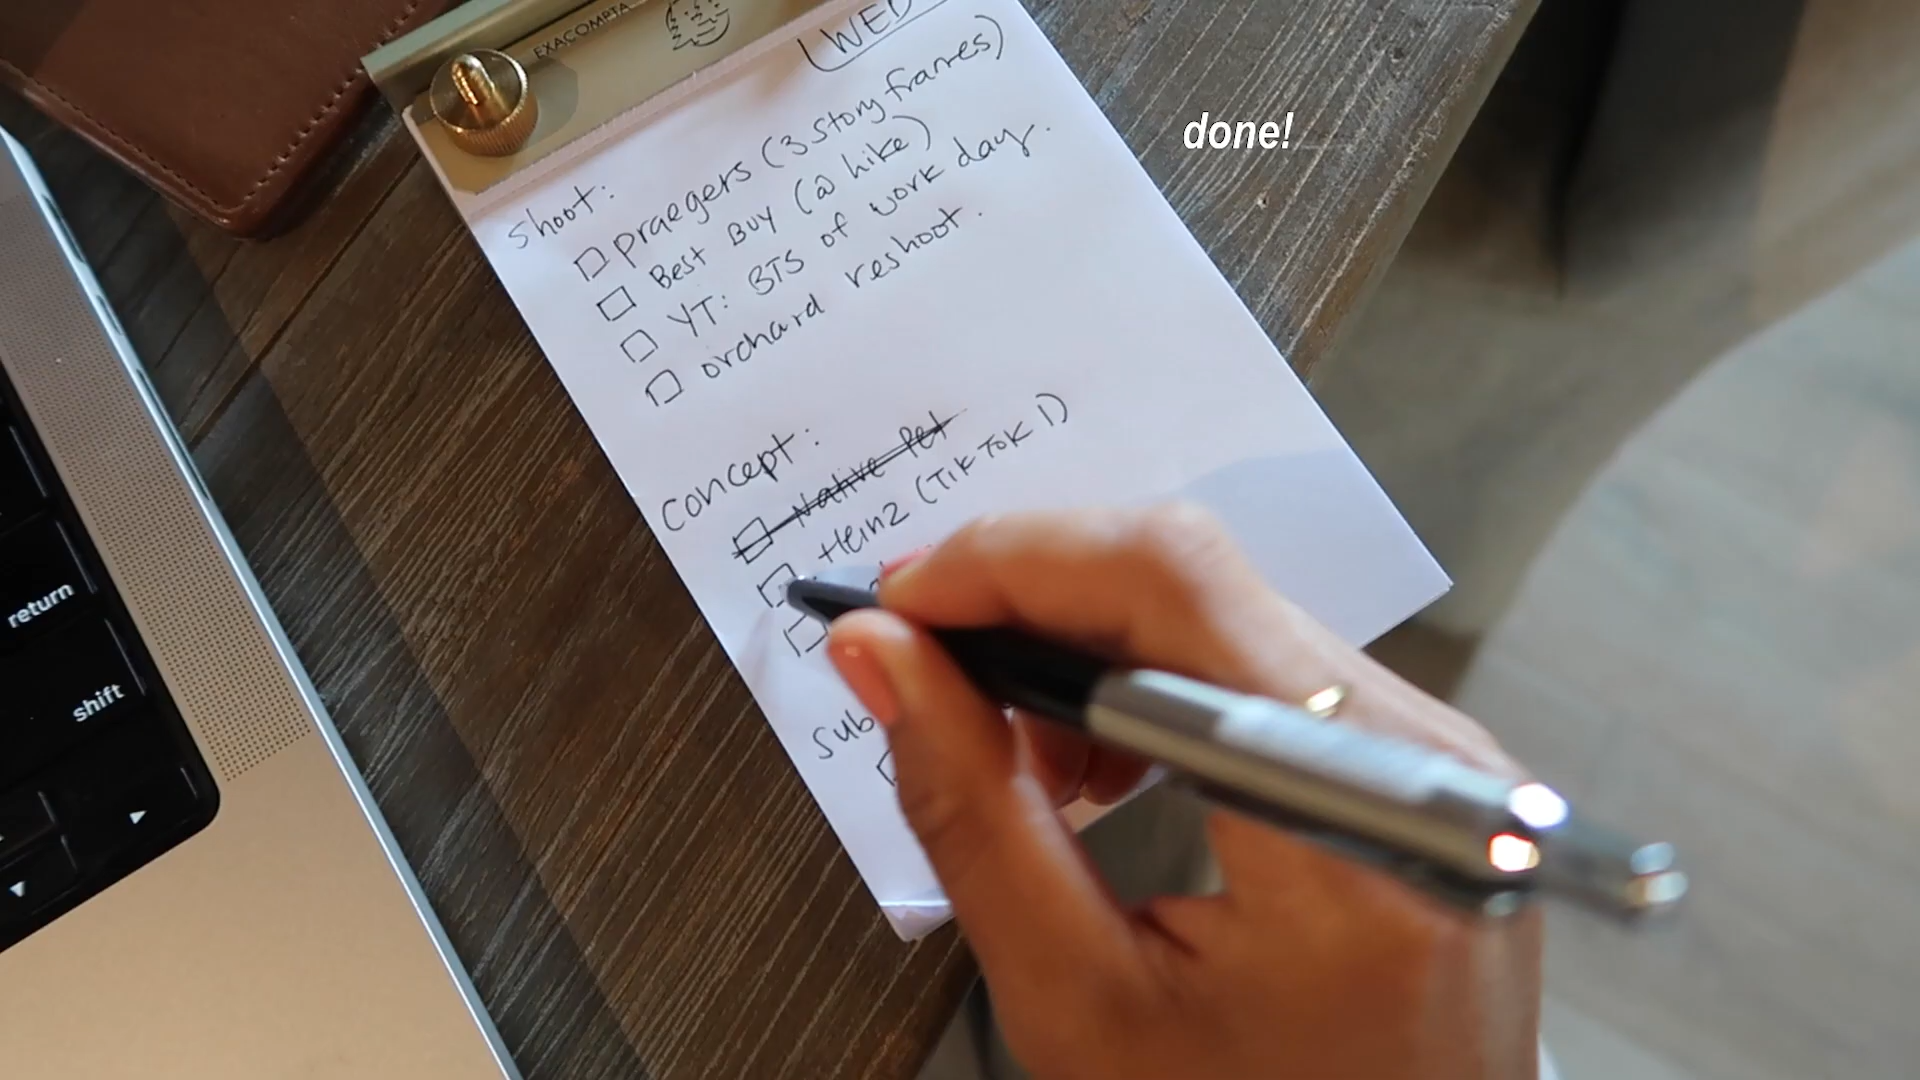 EXACOMPTA
WED
done!
shoot:
praegers (3 story frames)
Best Buy (@ hike)
YT: BTS of work day.
orchard reshoot.
concept:
Native Pet
Heinz (TikTok 1)
sub
return
shift